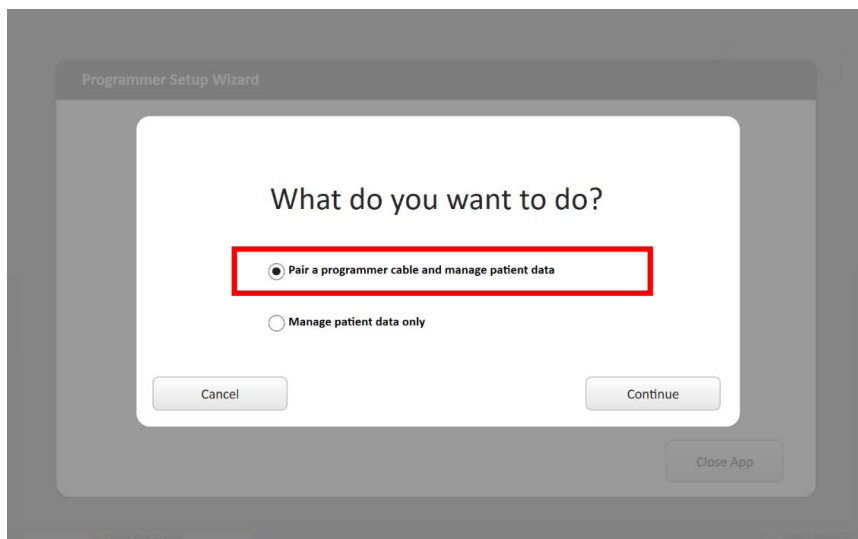 Programmer Setup Wizard
What do you want to do?
Pair a programmer cable and manage patient data
Manage patient data only
Cancel
Continue
Close App